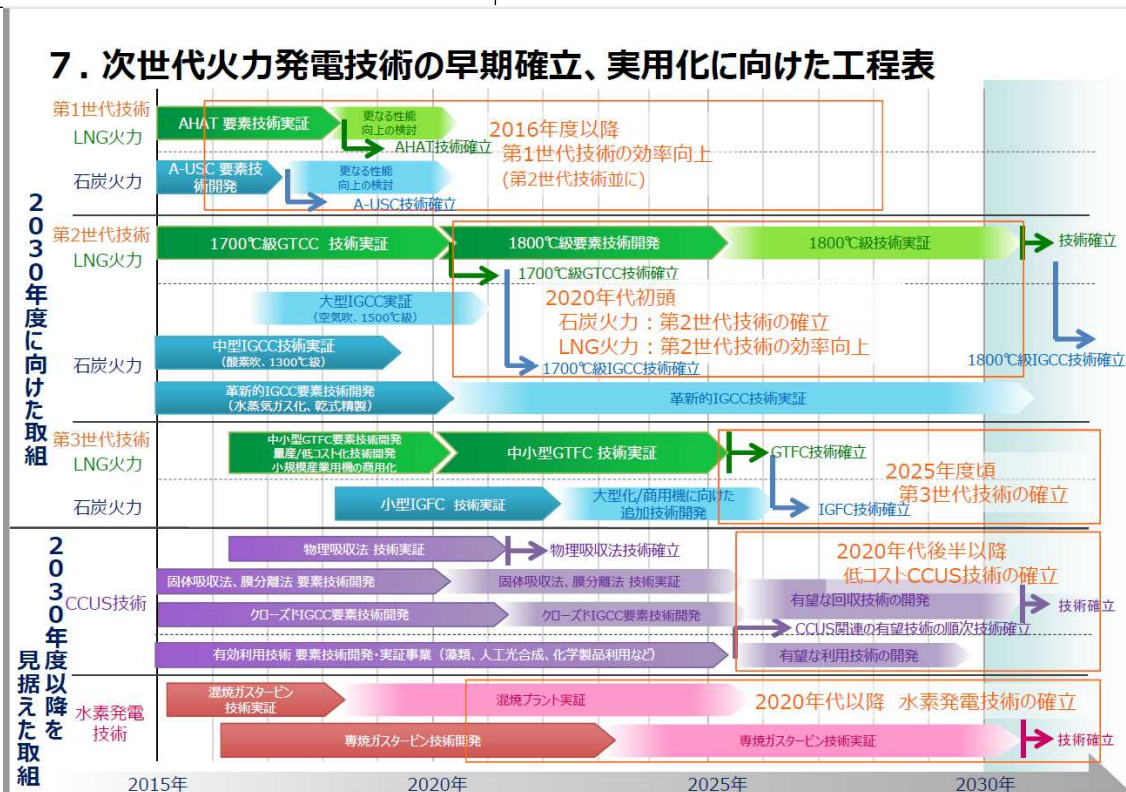 7. 次世代火力発電技術の早期確立、実用化に向けた工程表
2030年度に向けた取組
第1世代技術
LNG火力
AHAT 要素技術実証
更なる性能
向上の検討
AHAT技術確立
2016年度以降
第1世代技術の効率向上
(第2世代技術並に)
石炭火力
A-USC 要素技
術開発
更なる性能
向上の検討
A-USC技術確立
第2世代技術
LNG火力
1700℃級GTCC 技術実証
1800℃級要素技術開発
1800℃級技術実証
技術確立
1700℃級GTCC技術確立
大型IGCC実証
(空気吹、1500℃級)
2020年代初頭
石炭火力：第2世代技術の確立
LNG火力：第2世代技術の効率向上
石炭火力
中型IGCC技術実証
(酸素吹、1300℃級)
1700℃級IGCC技術確立
1800℃級IGCC技術確立
革新的IGCC要素技術開発
(水蒸気ガス化、乾式精製)
革新的IGCC技術実証
第3世代技術
LNG火力
中小型GTFC要素技術開発
量産/低コスト化技術開発
小規模産業用機の商用化
中小型GTFC 技術実証
GTFC技術確立
2025年度頃
第3世代技術の確立
石炭火力
小型IGFC 技術実証
大型化/商用機に向けた
追加技術開発
IGFC技術確立
2030年度以降を
見据えた取組
CCUS技術
物理吸収法 技術実証
物理吸収法技術確立
2020年代後半以降
低コストCCUS技術の確立
固体吸収法、膜分離法 要素技術開発
固体吸収法、膜分離法 技術実証
有望な回収技術の開発
技術確立
クローズドIGCC要素技術開発
クローズドIGCC要素技術開発
CCUS関連の有望技術の順次技術確立
有効利用技術 要素技術開発・実証事業（藻類、人工光合成、化学製品利用など）
有望な利用技術の開発
水素発電
技術
混焼ガスタービン
技術実証
混焼プラント実証
2020年代以降 水素発電技術の確立
専焼ガスタービン技術開発
専焼ガスタービン技術実証
技術確立
2015年
2020年
2025年
2030年